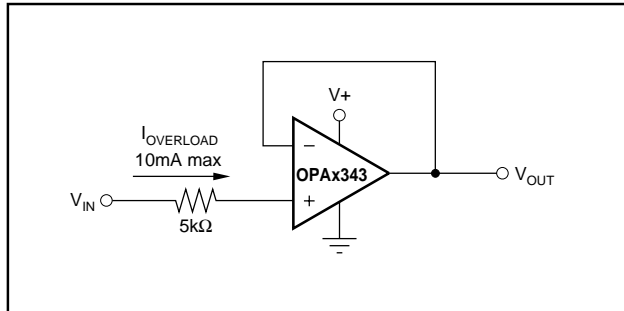 V+
I_OVERLOAD
10mA max
–
OPAx343
+
V_IN
5kΩ
V_OUT